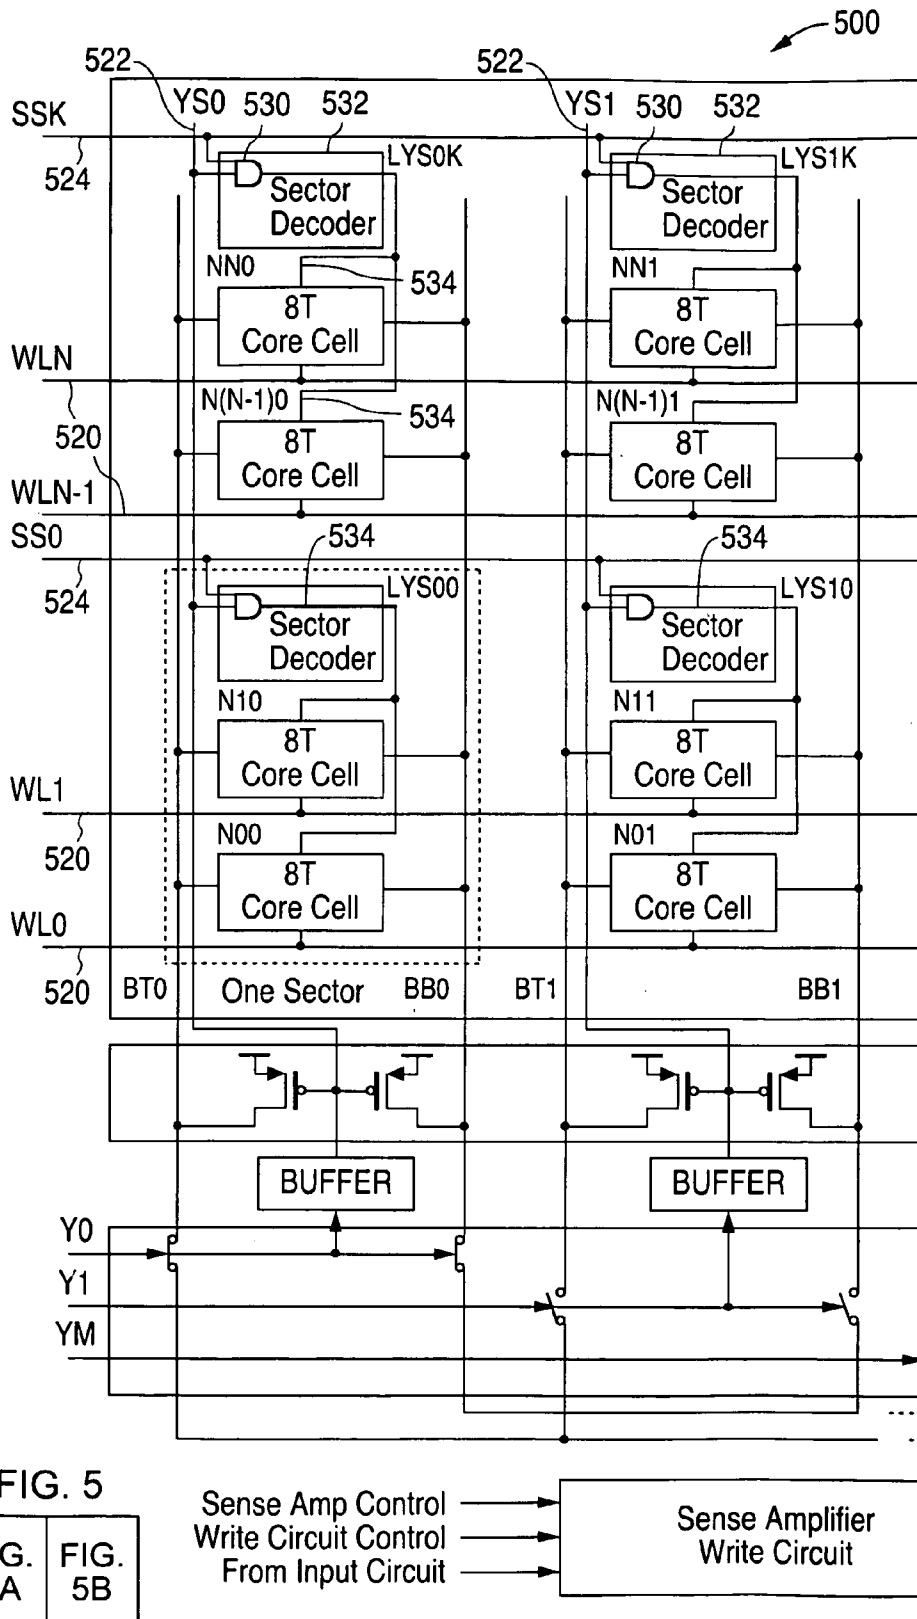 500
522
522
YS0
530
532
YS1
530
532
SSK
524
LYS0K
LYS1K
Sector
Decoder
Sector
Decoder
NN0
534
NN1
8T
Core Cell
8T
Core Cell
WLN
N(N-1)0
534
N(N-1)1
520
8T
Core Cell
8T
Core Cell
WLN-1
SS0
534
534
524
LYS00
LYS10
Sector
Decoder
Sector
Decoder
N10
N11
8T
Core Cell
8T
Core Cell
WL1
520
N00
N01
8T
Core Cell
8T
Core Cell
WL0
520
BT0
One Sector
BB0
BT1
BB1
BUFFER
BUFFER
Y0
Y1
YM
FIG. 5
G.
A
FIG.
5B
Sense Amp Control
Write Circuit Control
From Input Circuit
Sense Amplifier
Write Circuit